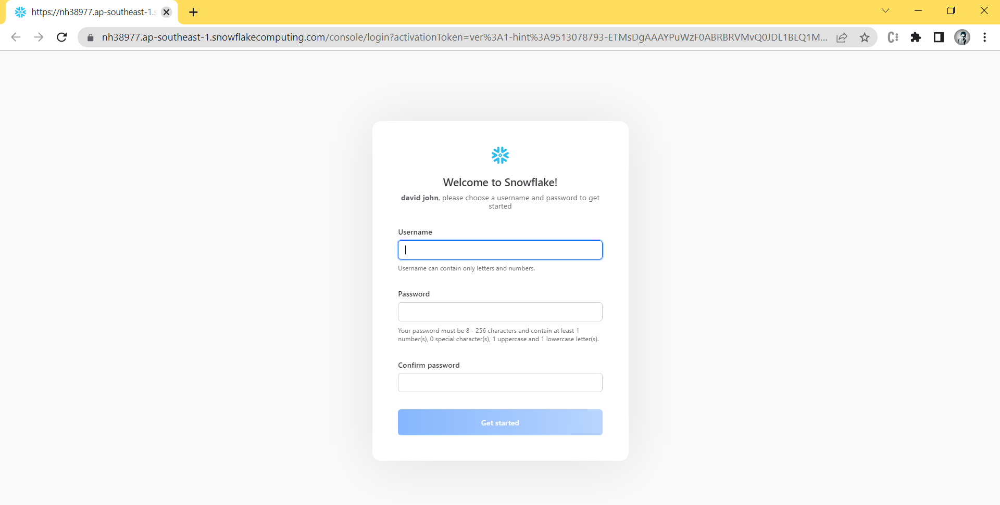 https://nh38977.ap-southeast-1.s
nh38977.ap-southeast-1.snowflakecomputing.com/console/login?activationToken=ver%3A1-hint%3A9513078793-ETMsDgAAAYPuWzF0ABRBRVMvQ0JDL1BLQ1M...
Welcome to Snowflake!
david john, please choose a username and password to get
started
Username
Username can contain only letters and numbers.
Password
Your password must be 8 - 256 characters and contain at least 1
number(s), 0 special character(s), 1 uppercase and 1 lowercase letter(s).
Confirm password
Get started